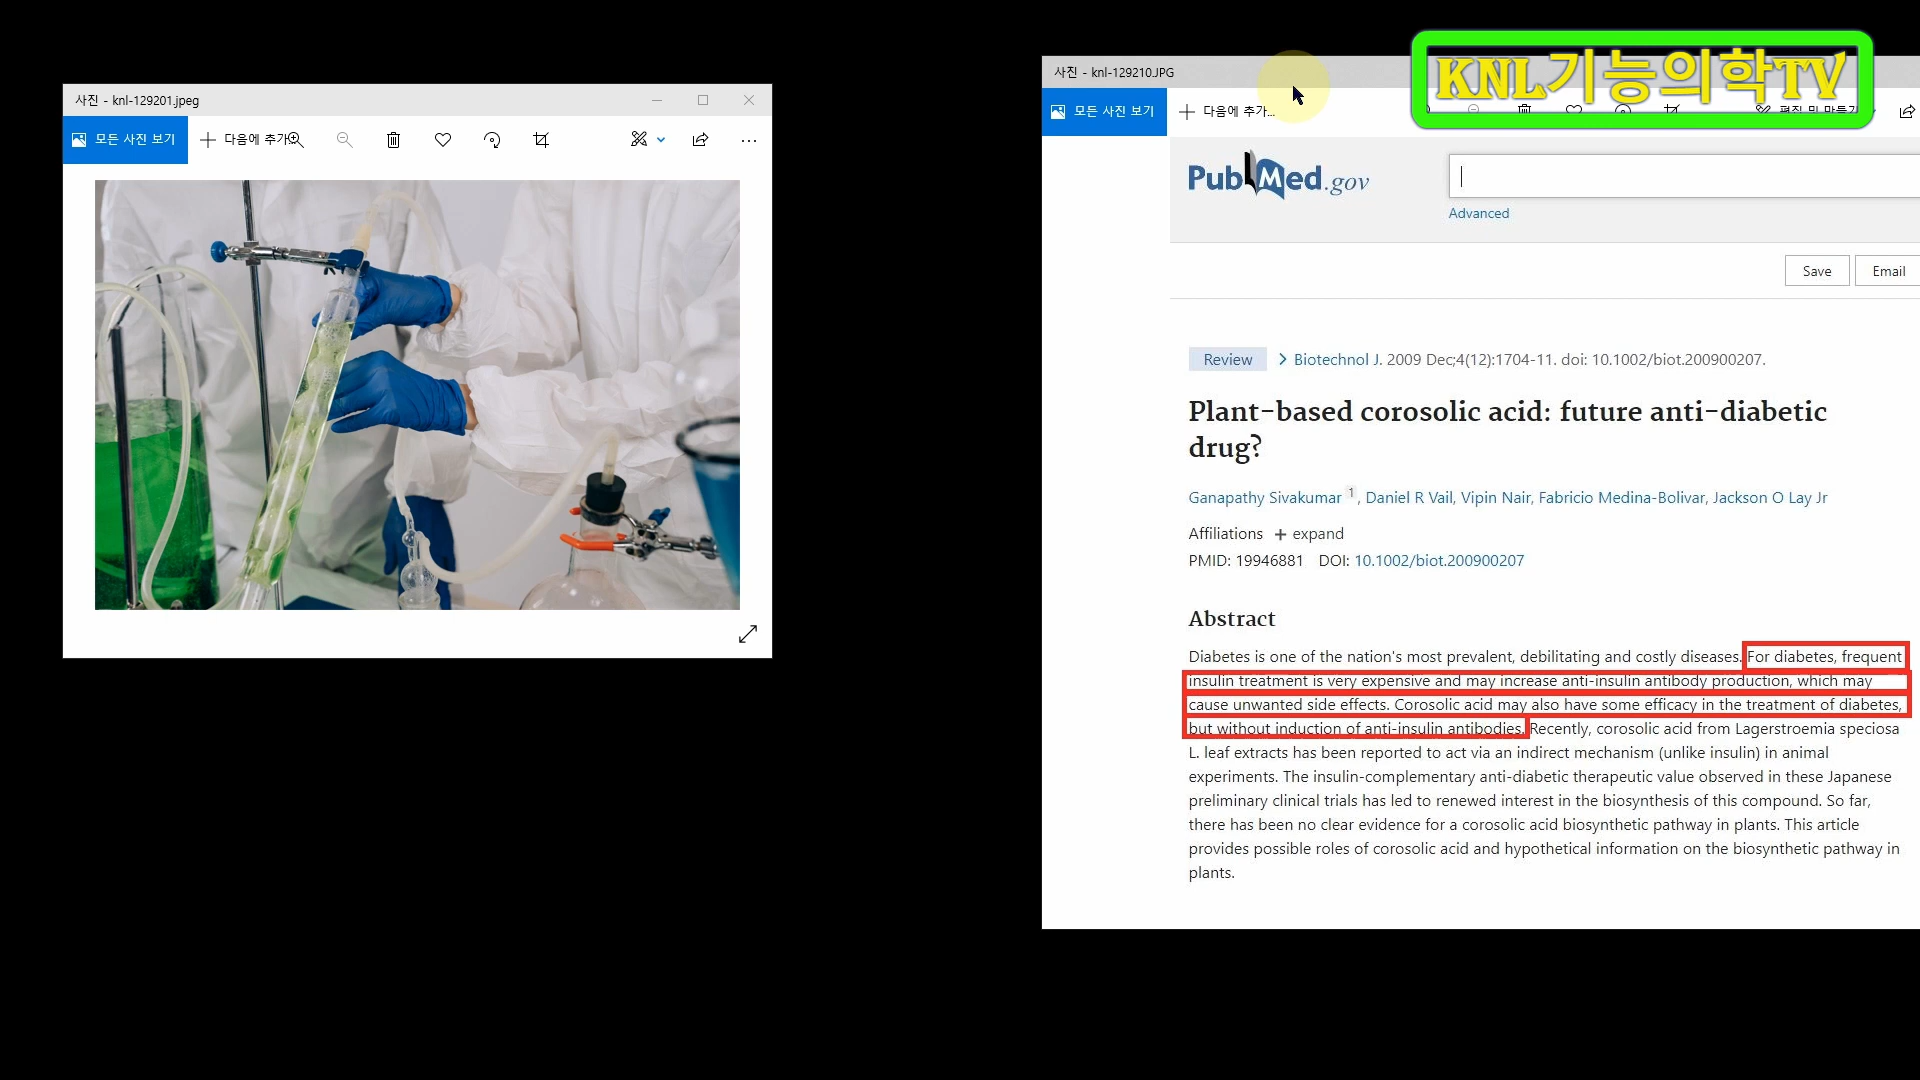 KNL기능의학TV
사진 - knl-129201.jpeg
모든 사진 보기
다음에 추가
사진 - knl-129210.JPG
모든 사진 보기
다음에 추가...
편집 및 만들기
PubMed.gov
Advanced
Save
Email
Review
Biotechnol J. 2009 Dec;4(12):1704-11. doi: 10.1002/biot.200900207.
Plant-based corosolic acid: future anti-diabetic
drug?
Ganapathy Sivakumar 1, Daniel R Vail, Vipin Nair, Fabricio Medina-Bolivar, Jackson O Lay Jr
Affiliations + expand
PMID: 19946881 DOI: 10.1002/biot.200900207
Abstract
Diabetes is one of the nation's most prevalent, debilitating and costly diseases. For diabetes, frequent
insulin treatment is very expensive and may increase anti-insulin antibody production, which may
cause unwanted side effects. Corosolic acid may also have some efficacy in the treatment of diabetes,
but without induction of anti-insulin antibodies. Recently, corosolic acid from Lagerstroemia speciosa
L. leaf extracts has been reported to act via an indirect mechanism (unlike insulin) in animal
experiments. The insulin-complementary anti-diabetic therapeutic value observed in these Japanese
preliminary clinical trials has led to renewed interest in the biosynthesis of this compound. So far,
there has been no clear evidence for a corosolic acid biosynthetic pathway in plants. This article
provides possible roles of corosolic acid and hypothetical information on the biosynthetic pathway in
plants.